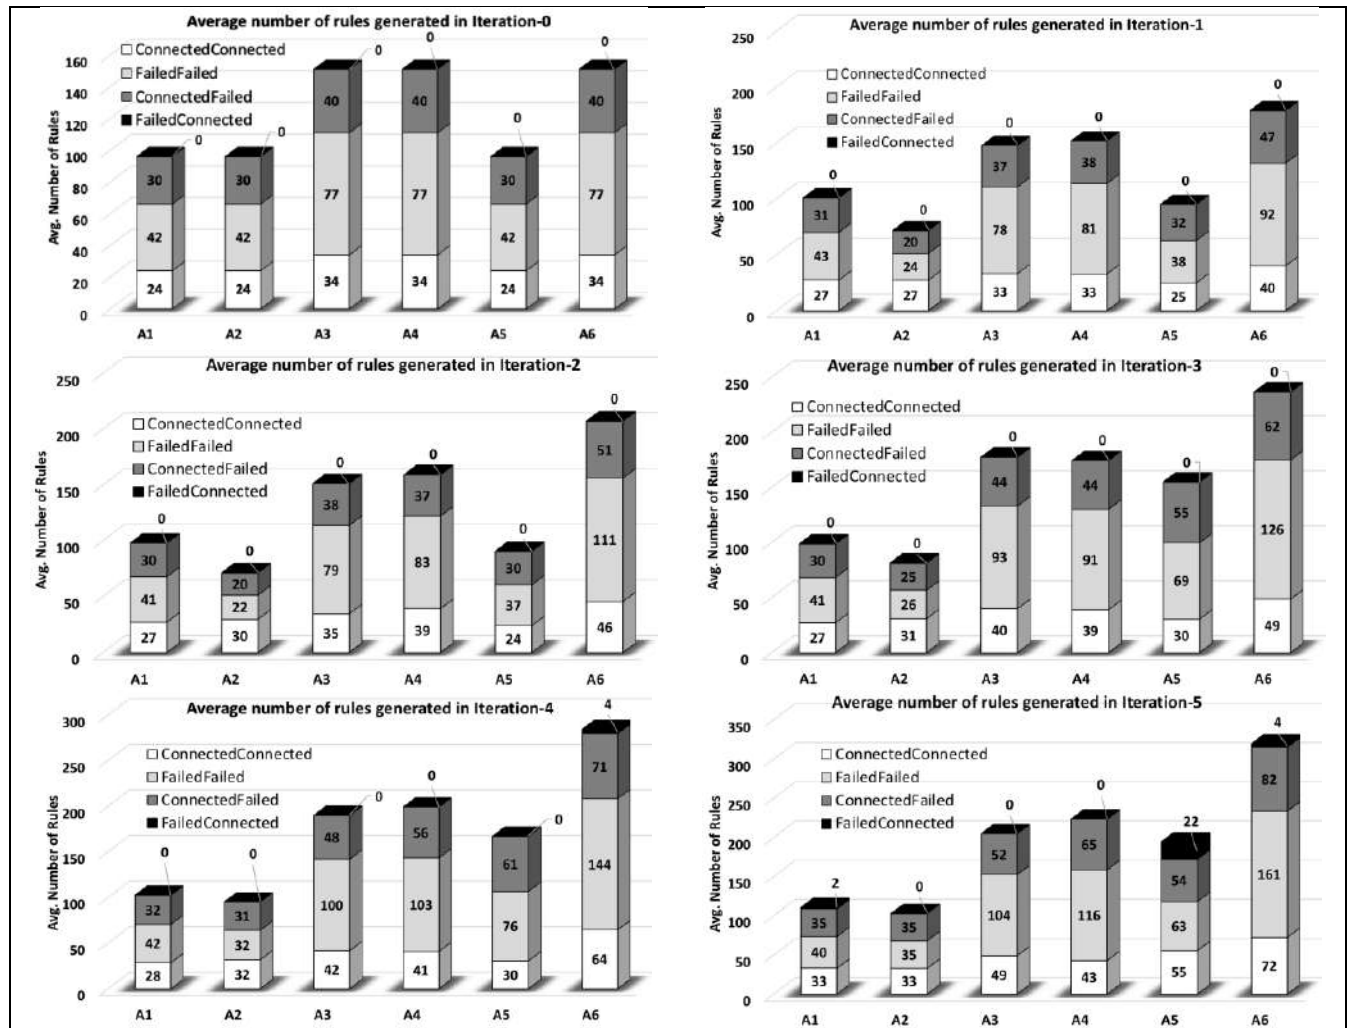 Average number of rules generated in Iteration-0
ConnectedConnected
FailedFailed
ConnectedFailed
FailedConnected
Avg. Number of Rules
160
140
120
100
80
60
40
20
0
0 0 0 0 0 0
30 30 40 40 30 40
42 42 77 77 42 77
24 24 34 34 24 34
A1 A2 A3 A4 A5 A6
Average number of rules generated in Iteration-1
ConnectedConnected
FailedFailed
ConnectedFailed
FailedConnected
Avg. Number of Rules
250
200
150
100
50
0
0 0 0 0 0 0
31 20 37 38 32 47
43 24 78 81 38 92
27 27 33 33 25 40
A1 A2 A3 A4 A5 A6
Average number of rules generated in Iteration-2
ConnectedConnected
FailedFailed
ConnectedFailed
FailedConnected
Avg. Number of Rules
250
200
150
100
50
0
0 0 0 0 0 0
30 20 38 37 30 51
41 22 79 83 37 111
27 30 35 39 24 46
A1 A2 A3 A4 A5 A6
Average number of rules generated in Iteration-3
ConnectedConnected
FailedFailed
ConnectedFailed
FailedConnected
Avg. Number of Rules
250
200
150
100
50
0
0 0 0 0 0 0
30 25 44 44 55 62
41 26 93 91 69 126
27 31 40 39 30 49
A1 A2 A3 A4 A5 A6
Average number of rules generated in Iteration-4
ConnectedConnected
FailedFailed
ConnectedFailed
FailedConnected
Avg. Number of Rules
300
250
200
150
100
50
0
0 0 0 0 0 4
32 31 48 56 61 71
42 32 100 103 76 144
28 32 42 41 30 64
A1 A2 A3 A4 A5 A6
Average number of rules generated in Iteration-5
ConnectedConnected
FailedFailed
ConnectedFailed
FailedConnected
Avg. Number of Rules
350
300
250
200
150
100
50
0
2 0 0 0 22 4
35 35 52 65 54 82
40 35 104 116 63 161
33 33 49 43 55 72
A1 A2 A3 A4 A5 A6